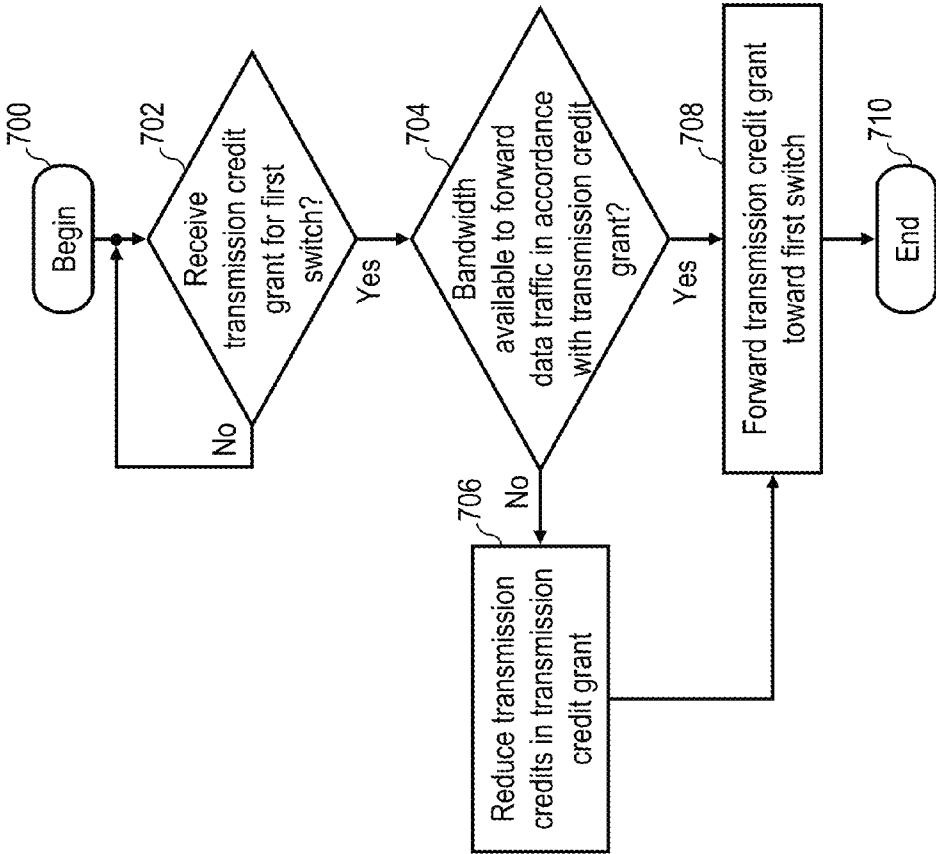 700
Begin
702
Receive
transmission credit
grant for first
switch?
No
Yes
704
Bandwidth
available to forward
data traffic in accordance
with transmission credit
grant?
No
Yes
706
Reduce transmission
credits in transmission
credit grant
708
Forward transmission credit grant
toward first switch
710
End